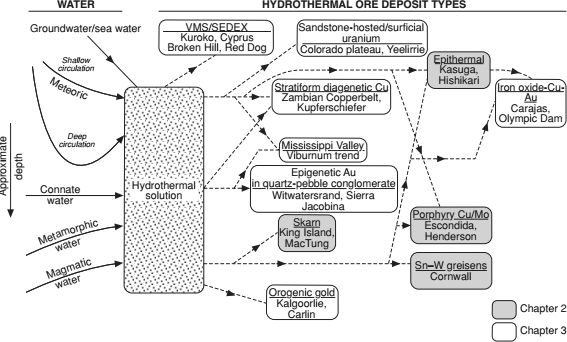 WATER
HYDROTHERMAL ORE DEPOSIT TYPES
Groundwater/sea water
VMS/SEDEX
Kuroko, Cyprus
Broken Hill, Red Dog
Sandstone-hosted/surficial
uranium
Colorado plateau, Yeelirrie
Shallow
circulation
Meteoric
Epithermal
Kasuga,
Hishikari
Stratiform diagenetic Cu
Zambian Copperbelt,
Kupferschiefer
Iron oxide-Cu-
Au
Carajas,
Olympic Dam
Deep
circulation
Approximate
depth
Mississippi Valley
Viburnum trend
Hydrothermal
solution
Epigenetic Au
in quartz-pebble conglomerate
Witwatersrand, Sierra
Jacobina
Connate
water
Skarn
King Island,
MacTung
Porphyry Cu/Mo
Escondida,
Henderson
Metamorphic
water
Magmatic
water
Sn–W greisens
Cornwall
Orogenic gold
Kalgoorlie,
Carlin
Chapter 2
Chapter 3